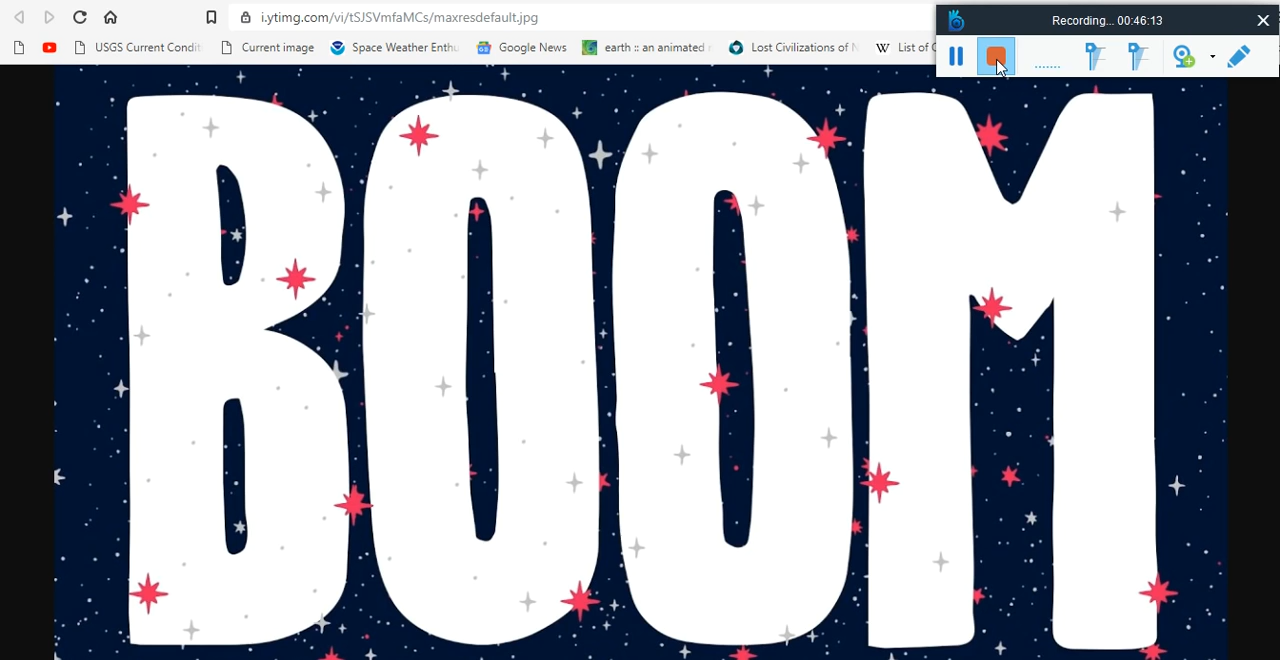 i.ytimg.com/vi/tSJSVmfaMCs/maxresdefault.jpg
Recording... 00:46:13
USGS Current Condit Current image Space Weather Enthu Google News earth :: an animated Lost Civilizations of N W List of
BOOM